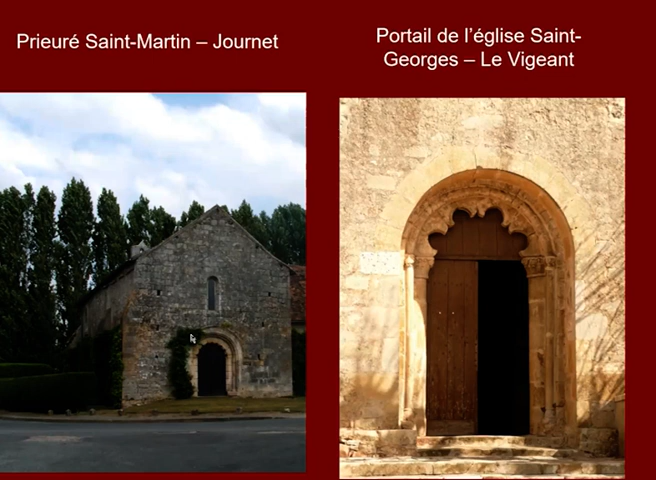 Prieuré Saint-Martin – Journet
Portail de l'église Saint-
Georges – Le Vigeant